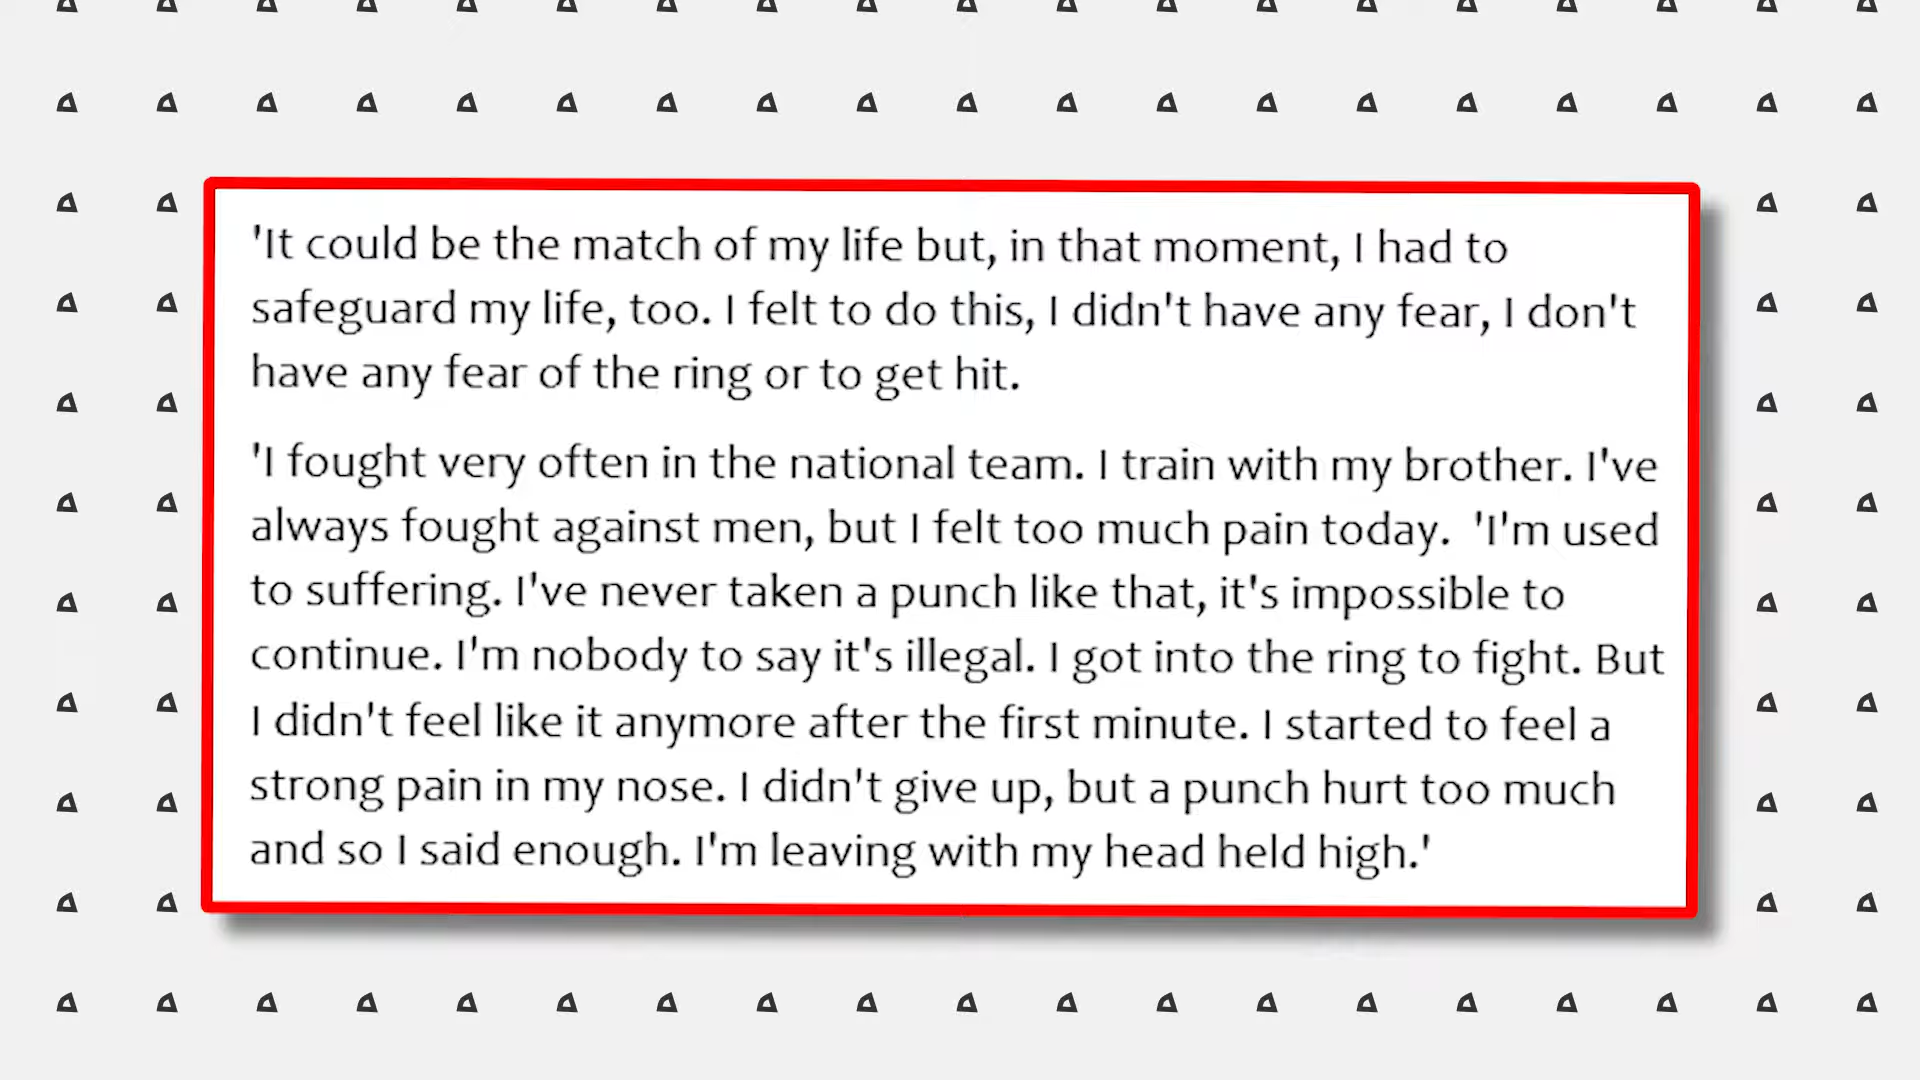 'It could be the match of my life but, in that moment, I had to
safeguard my life, too. I felt to do this, I didn't have any fear, I don't
have any fear of the ring or to get hit.
'I fought very often in the national team. I train with my brother. I've
always fought against men, but I felt too much pain today.  'I'm used
to suffering. I've never taken a punch like that, it's impossible to
continue. I'm nobody to say it's illegal. I got into the ring to fight. But
I didn't feel like it anymore after the first minute. I started to feel a
strong pain in my nose. I didn't give up, but a punch hurt too much
and so I said enough. I'm leaving with my head held high.'